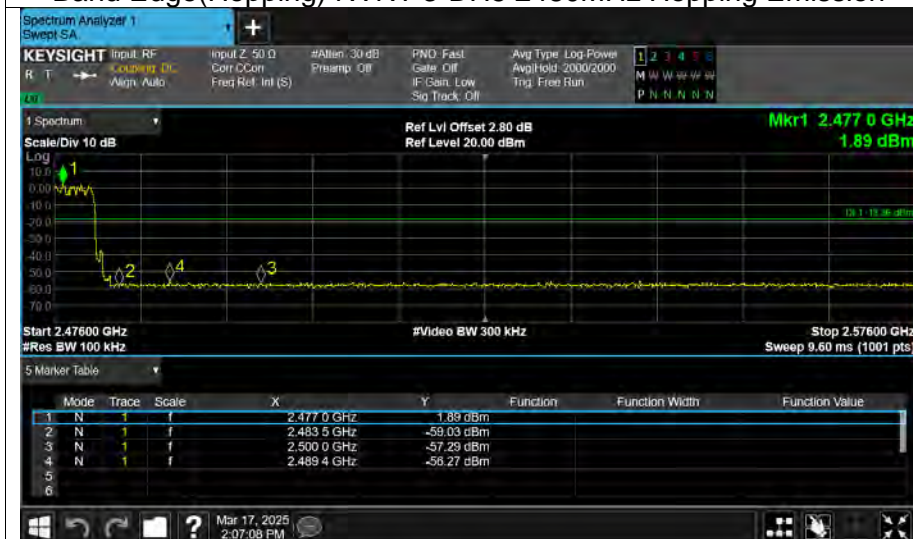 Spectrum Analyzer 1
Swept SA
+
KEYSIGHT Input: RF Input Z: 50 Ω #Atten: 30 dB PNO: Fast Avg Type: Log-Power 1 2 3 4 5 6
R T Coupling: DC Corr CCorr Preamp: Off Gate: Off Avg|Hold: 2000/2000 M W W W W W
Align: Auto Freq Ref: Int (S) IF Gain: Low Trig: Free Run
Sig Track: Off P N N N N N
1 Spectrum Ref Lvl Offset 2.80 dB Mkr1 2.477 0 GHz
Scale/Div 10 dB Ref Level 20.00 dBm 1.89 dBm
Log
10.0
0.00
-10.0
-20.0
-30.0
-40.0
-50.0
-60.0
-70.0
1
2
4
3
Start 2.47600 GHz #Video BW 300 kHz Stop 2.57600 GHz
#Res BW 100 kHz Sweep 9.60 ms (1001 pts)
5 Marker Table
Mode Trace Scale X Y Function Function Width Function Value
1 N 1 f 2.477 0 GHz 1.89 dBm
2 N 1 f 2.483 5 GHz -59.03 dBm
3 N 1 f 2.500 0 GHz -57.29 dBm
4 N 1 f 2.489 4 GHz -56.27 dBm
5
6
? Mar 17, 2025
2:07:08 PM